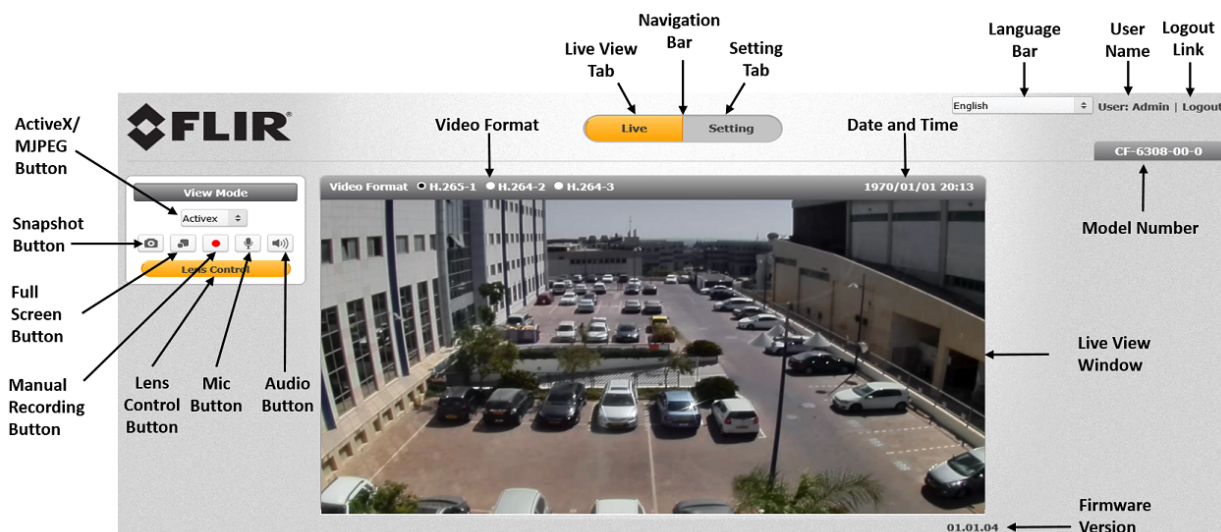 Navigation
Bar
Live View
Tab
Setting
Tab
Language
Bar
User
Name
Logout
Link
ActiveX/
MJPEG
Button
FLIR®
Video Format
Live
Setting
Date and Time
English
User: Admin | Logout
CF-6308-00-0
View Mode
Activex
Video Format H.265-1 H.264-2 H.264-3
1970/01/01 20:13
Snapshot
Button
Lens Control
Model Number
Full
Screen
Button
Live View
Window
Manual
Recording
Button
Lens
Control
Button
Mic
Button
Audio
Button
01.01.04
Firmware
Version